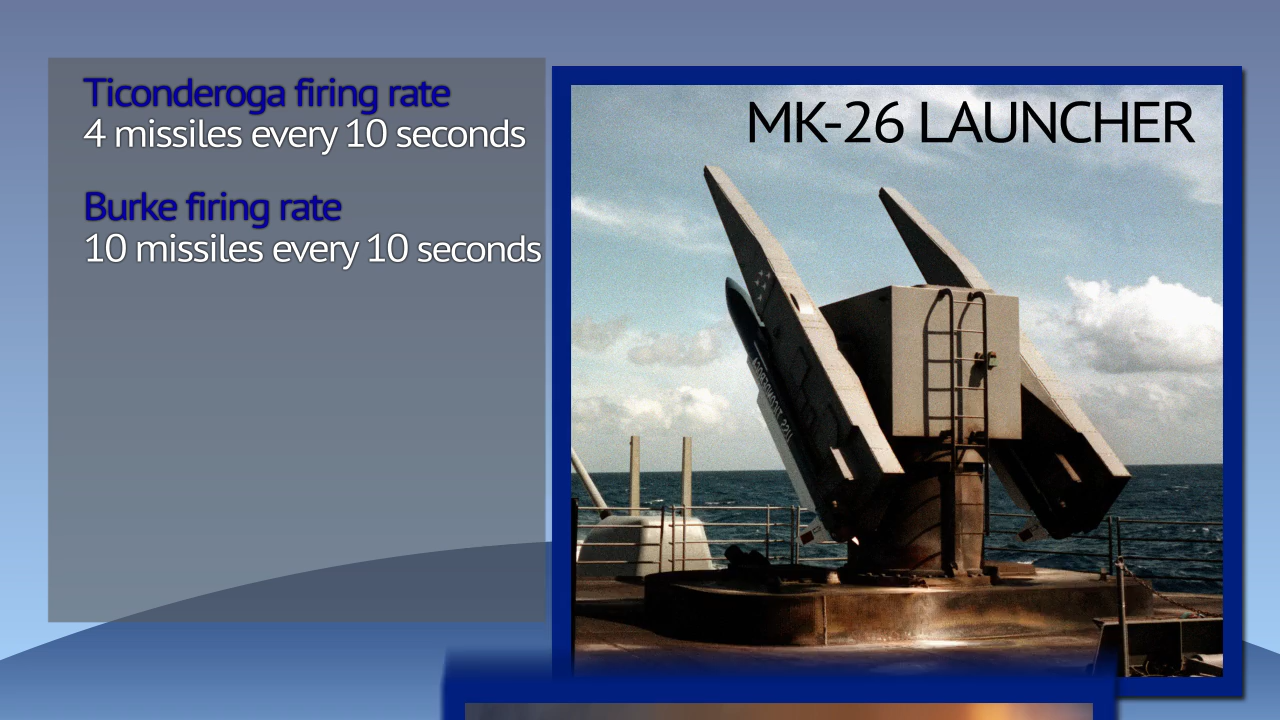 Ticonderoga firing rate
4 missiles every 10 seconds
Burke firing rate
10 missiles every 10 seconds
MK-26 LAUNCHER